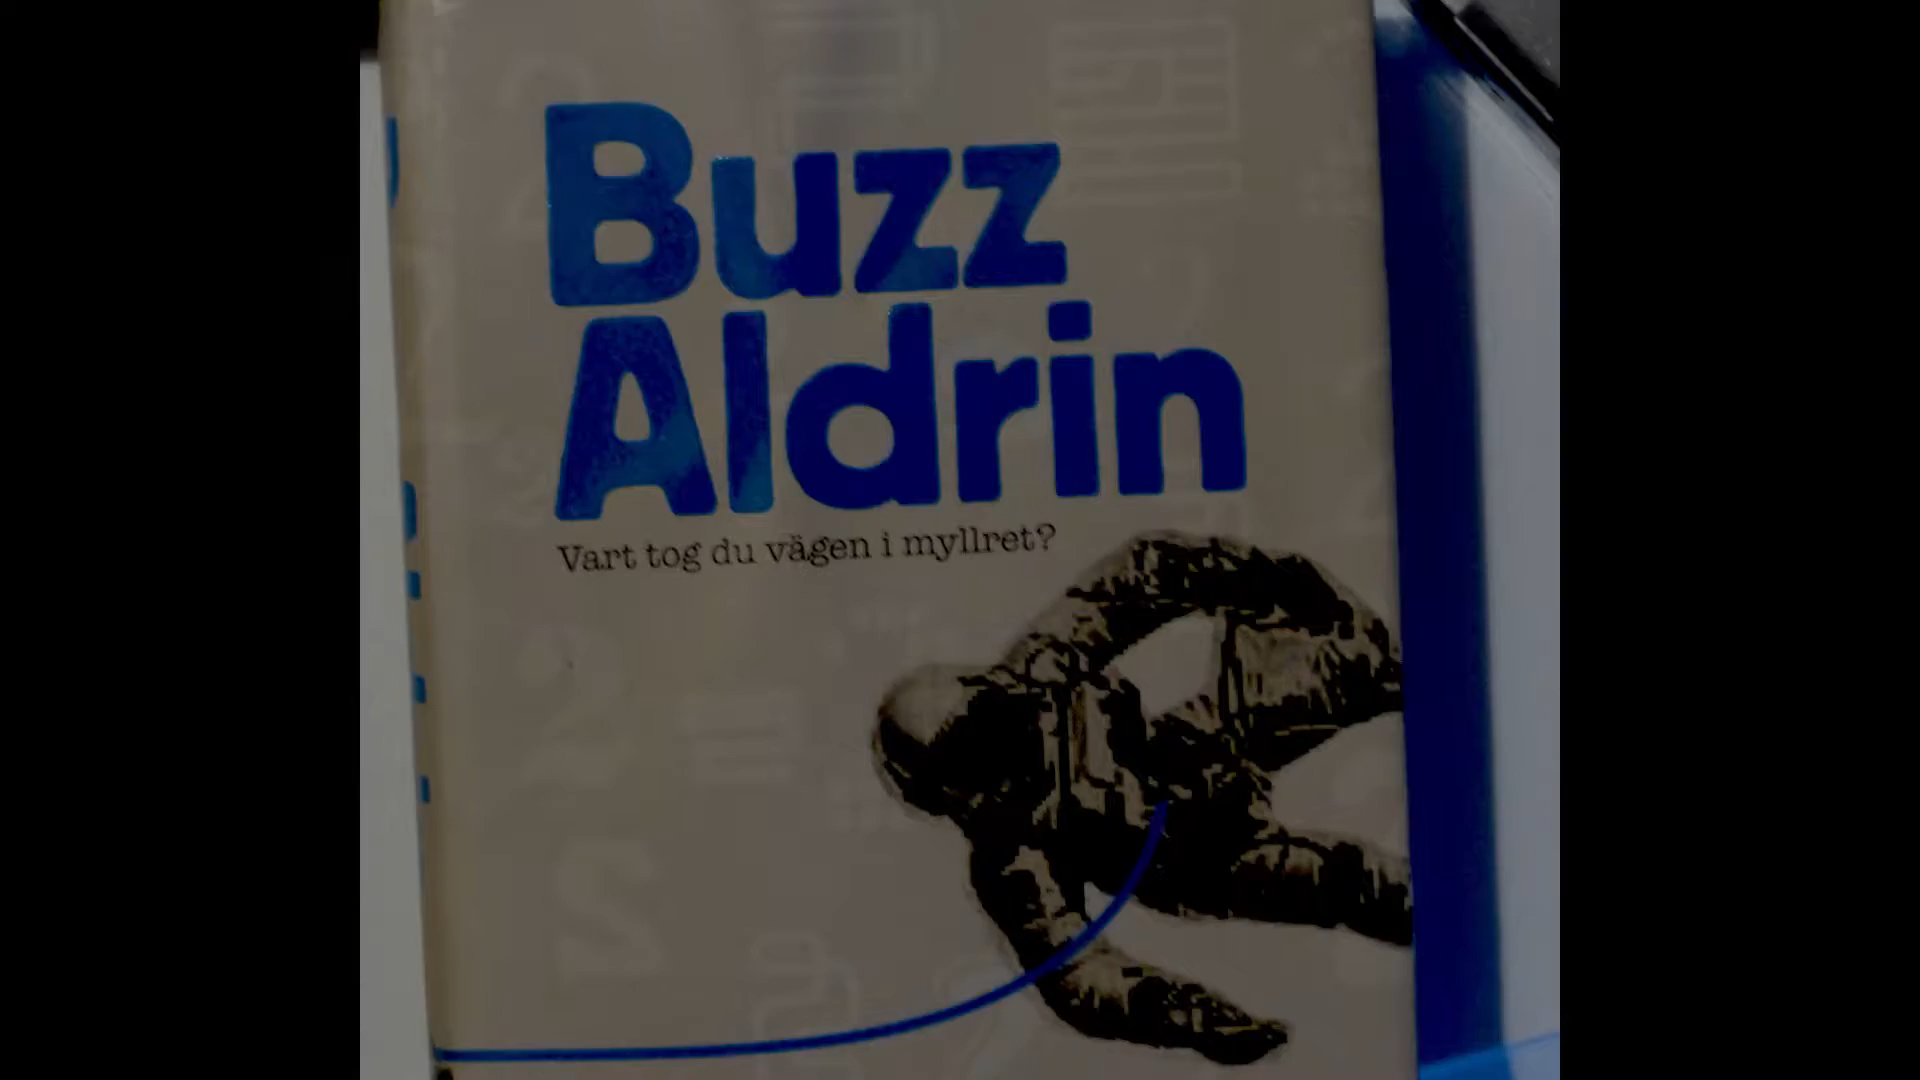 Buzz
Aldrin
Vart tog du vägen i myllret?